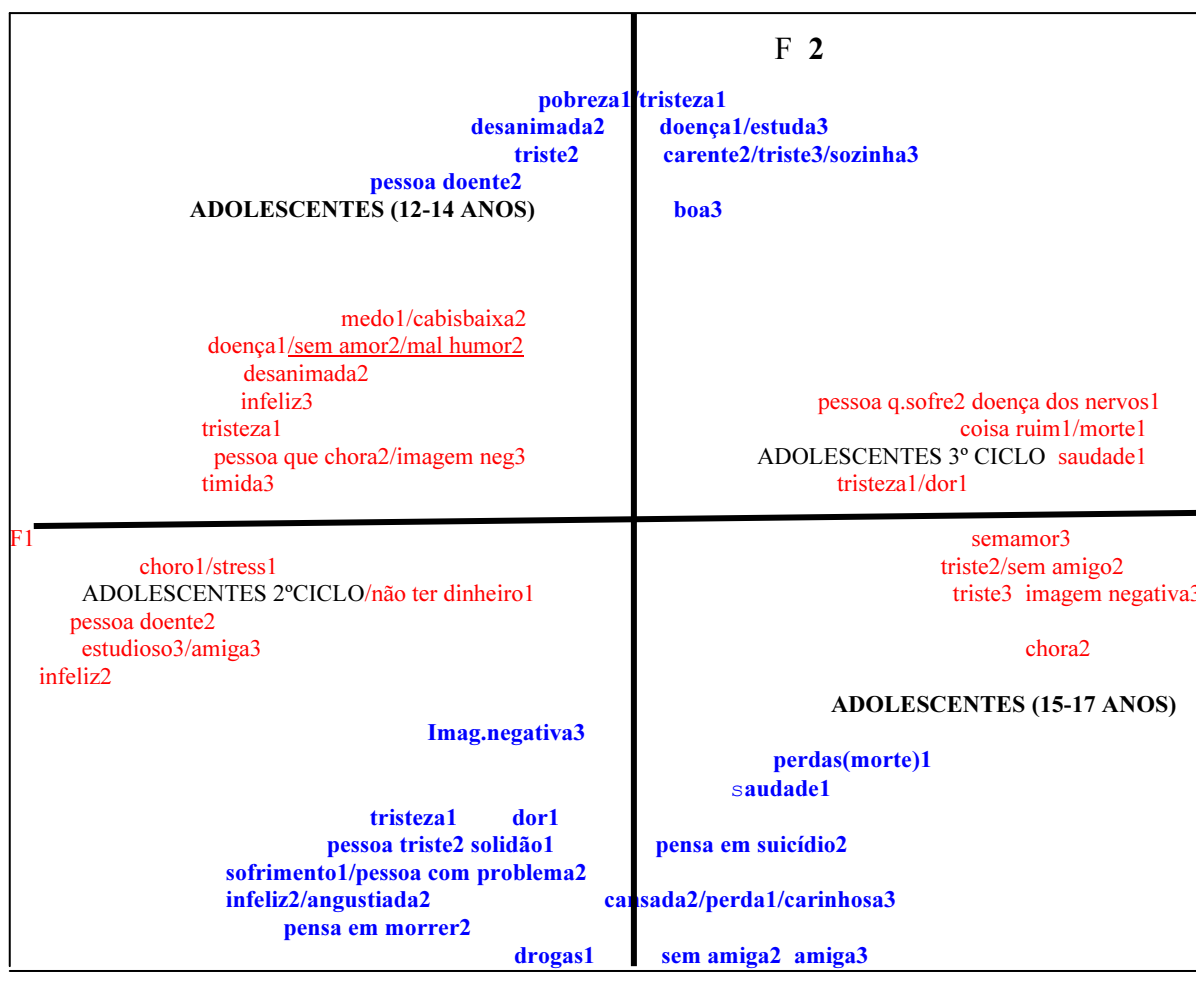 F 2
pobreza1/tristeza1
desanimada2 doença1/estuda3
triste2 carente2/triste3/sozinha3
pessoa doente2
ADOLESCENTES (12-14 ANOS) boa3
medo1/cabisbaixa2
doença1/sem amor2/mal humor2
desanimada2
infeliz3 pessoa q.sofre2 doença dos nervos1
tristeza1 coisa ruim1/morte1
pessoa que chora2/imagem neg3 ADOLESCENTES 3º CICLO saudade1
timida3 tristeza1/dor1
F1 semamor3
choro1/stress1 triste2/sem amigo2
ADOLESCENTES 2ºCICLO/não ter dinheiro1 triste3 imagem negativa3
pessoa doente2
estudioso3/amiga3 chora2
infeliz2
ADOLESCENTES (15-17 ANOS)
Imag.negativa3
perdas(morte)1
saudade1
tristeza1 dor1
pessoa triste2 solidão1 pensa em suicídio2
sofrimento1/pessoa com problema2
infeliz2/angustiada2 cansada2/perda1/carinhosa3
pensa em morrer2
drogas1 sem amiga2 amiga3